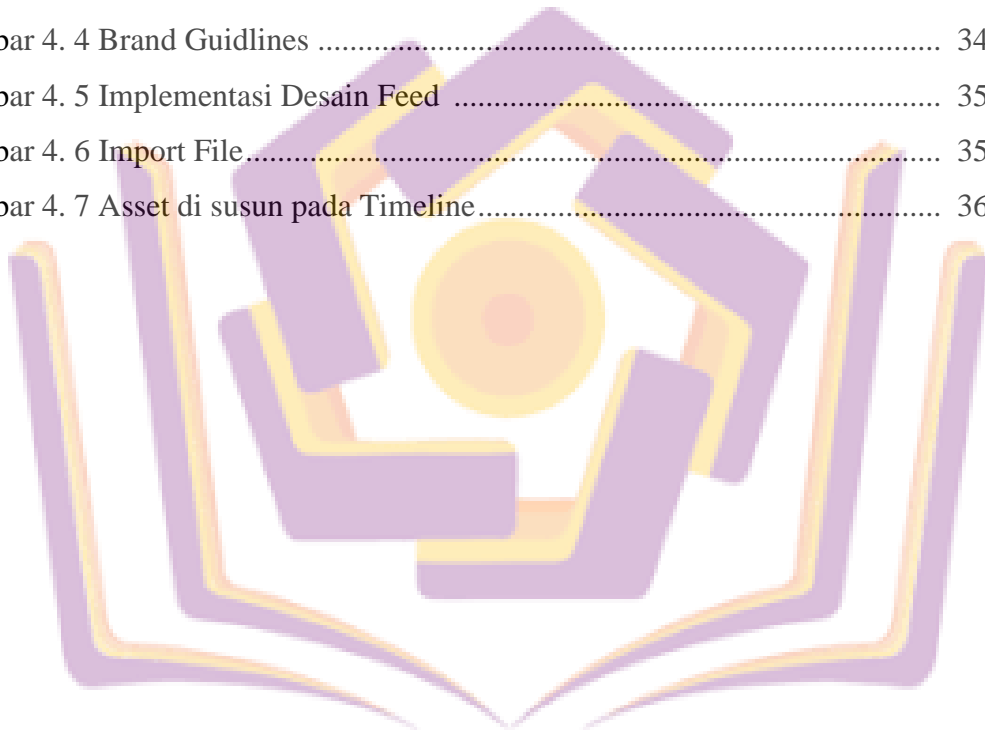 bar 4. 4 Brand Guidlines ........................................................................... 34
bar 4. 5 Implementasi Desain Feed ........................................................... 35
bar 4. 6 Import File..................................................................................... 35
bar 4. 7 Asset di susun pada Timeline........................................................ 36